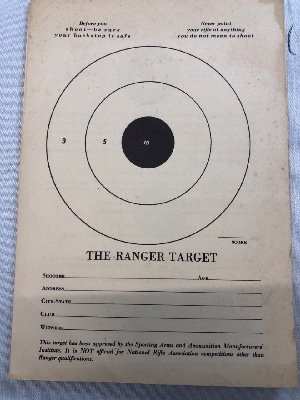 Before you
shoot—be sure
your backstop is safe
Never point
your rifle at anything
you do not mean to shoot
3 5 10
SCORE
THE RANGER TARGET
SHOOTER AGE
ADDRESS
CITY-STATE
CLUB
WITNESS
This target has been approved by the Sporting Arms and Ammunition Manufacturers'
Institute. It is NOT official for National Rifle Association competitions other than
Ranger qualifications.